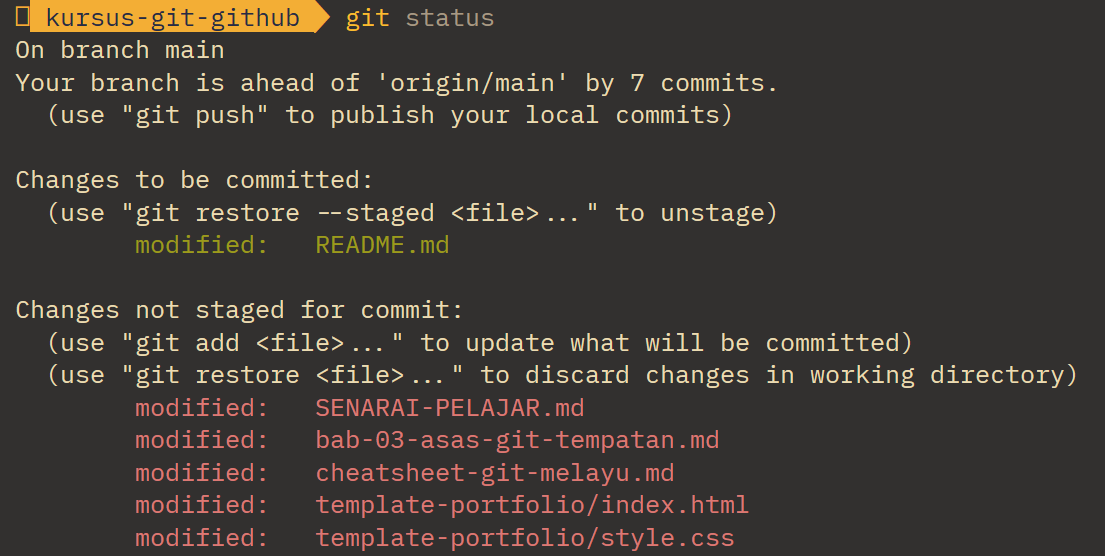 kursus-git-github git status
On branch main
Your branch is ahead of 'origin/main' by 7 commits.
  (use "git push" to publish your local commits)

Changes to be committed:
  (use "git restore --staged <file>..." to unstage)
        modified:   README.md

Changes not staged for commit:
  (use "git add <file>..." to update what will be committed)
  (use "git restore <file>..." to discard changes in working directory)
        modified:   SENARAI-PELAJAR.md
        modified:   bab-03-asas-git-tempatan.md
        modified:   cheatsheet-git-melayu.md
        modified:   template-portfolio/index.html
        modified:   template-portfolio/style.css